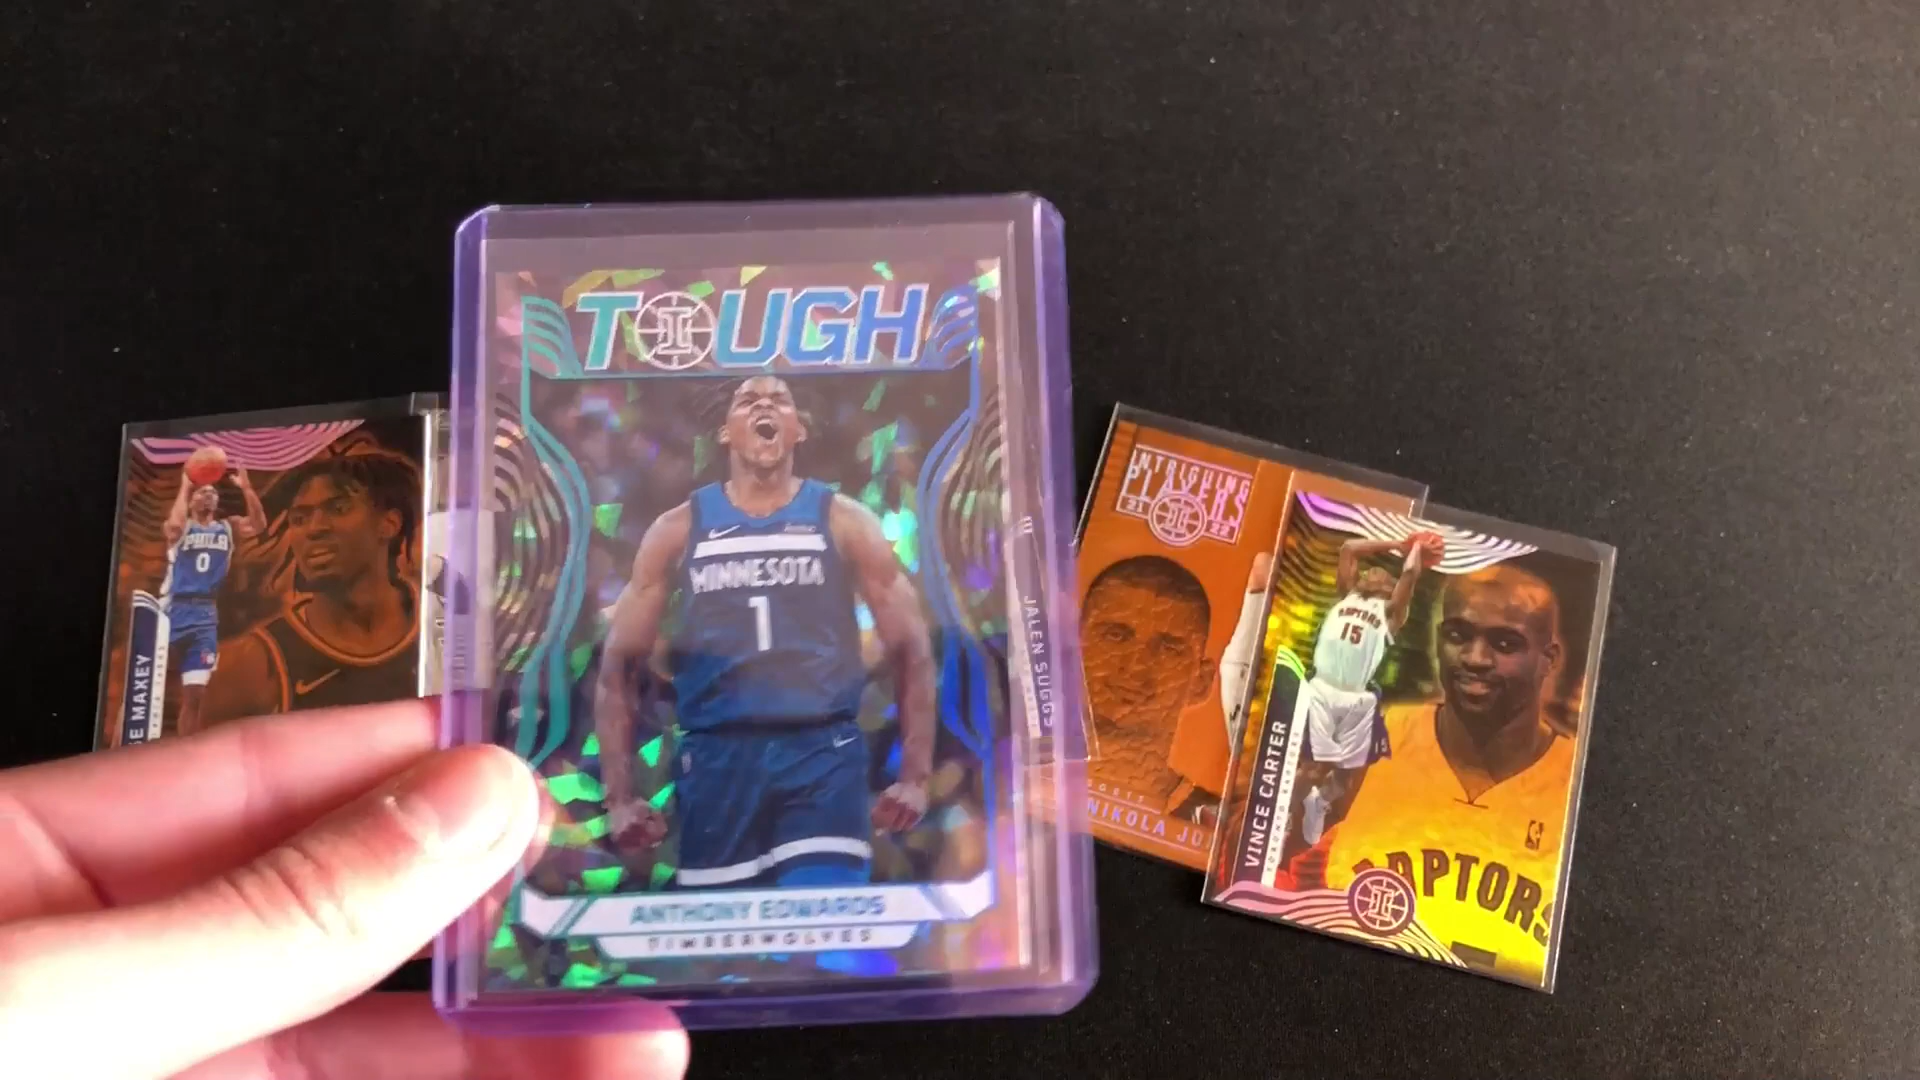 TOUGH
MINNESOTA
1
ANTHONY EDWARDS
TIMBERWOLVES
PHILA
0
MAXEY
JALEN SUGGS
INTRIGUING
PLAYERS
21 22
NIKOLA
RAPTORS
15
VINCE CARTER
TORONTO RAPTORS
RAPTORS